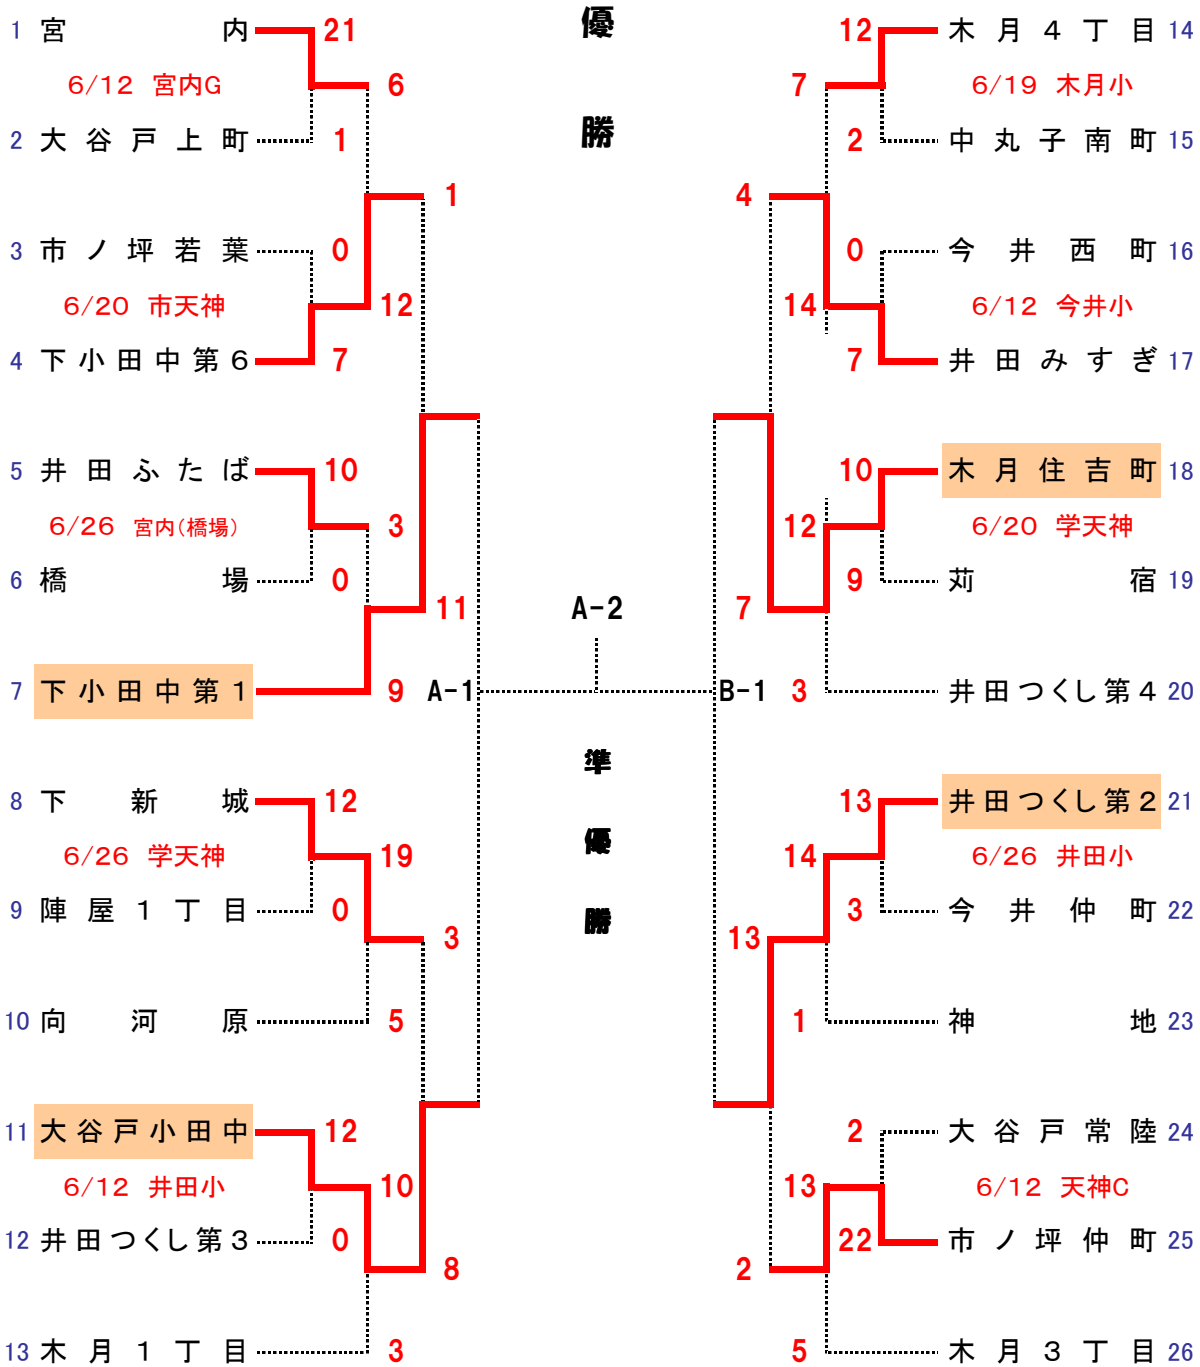 優
勝
1 宮内 21
6/12 宮内G
6
2 大谷戸上町 1
1
3 市ノ坪若葉 0
6/20 市天神
12
4 下小田中第6 7
5 井田ふたば 10
6/26 宮内(橋場)
3
6 橋場 0
11
7 下小田中第1 9
A-1
8 下新城 12
6/26 学天神
19
9 陣屋1丁目 0
3
10 向河原 5
11 大谷戸小田中 12
6/12 井田小
10
12 井田つくし第3 0
8
13 木月1丁目 3
A-2
準
優
勝
12 木月4丁目 14
7
6/19 木月小
2 中丸子南町 15
4
0 今井西町 16
14
6/12 今井小
7 井田みすぎ 17
10 木月住吉町 18
12
6/20 学天神
9 苅宿 19
7
B-1
3 井田つくし第4 20
13 井田つくし第2 21
14
6/26 井田小
3 今井仲町 22
13
1 神地 23
2 大谷戸常陸 24
13
6/12 天神C
22 市ノ坪仲町 25
2
5 木月3丁目 26